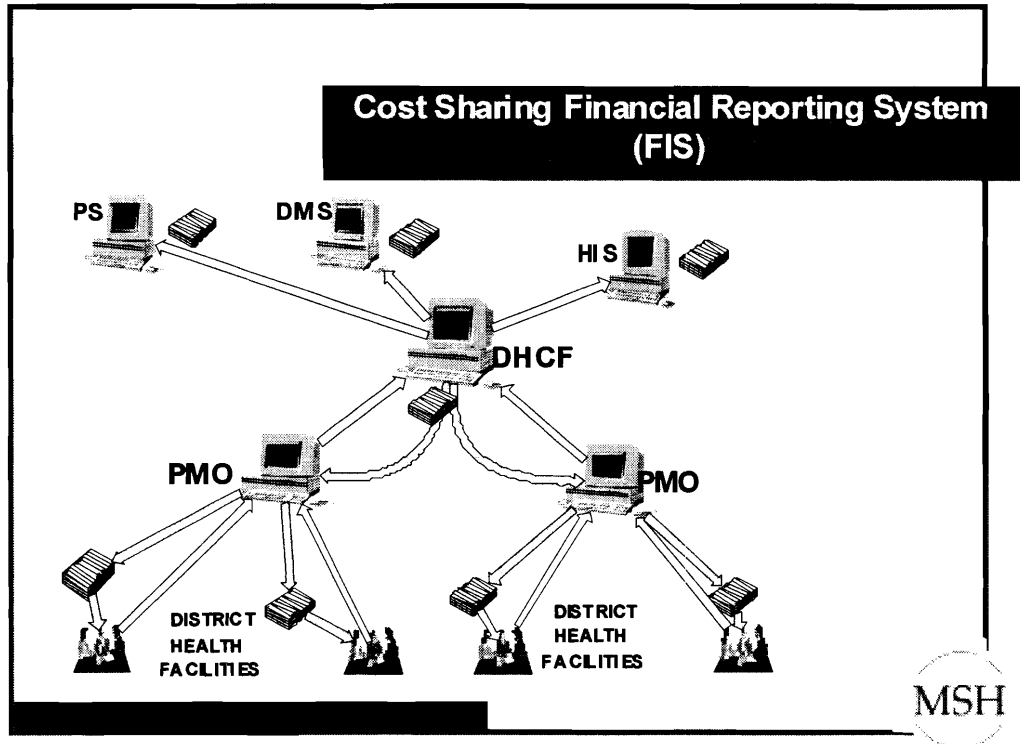 Cost Sharing Financial Reporting System
(FIS)
PS
DMS
HIS
DHCF
PMO
PMO
DISTRICT
HEALTH
FACILITIES
DISTRICT
HEALTH
FACILITIES
MSH